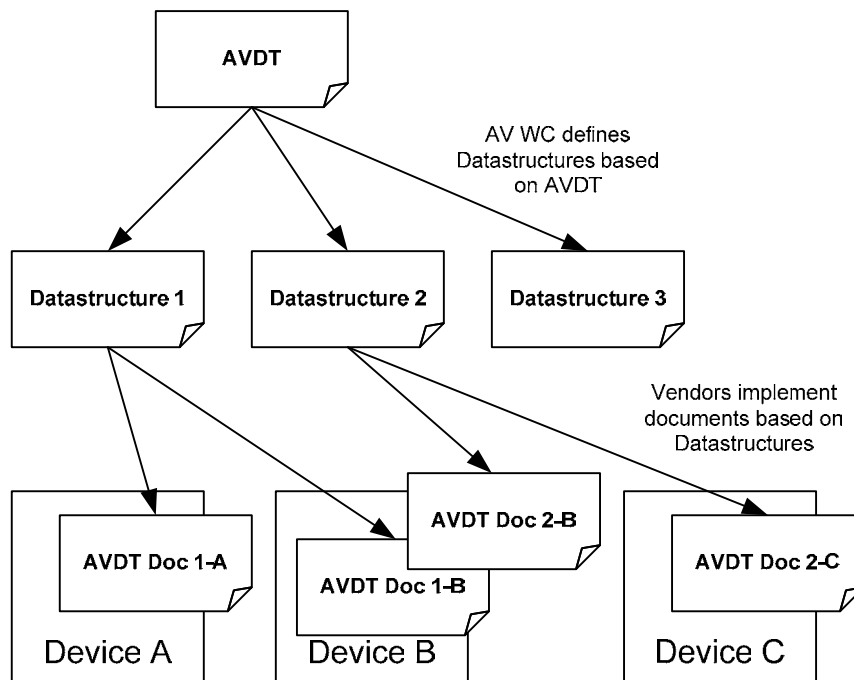 AVDT
AV WC defines
Datastructures based
on AVDT
Datastructure 1
Datastructure 2
Datastructure 3
Vendors implement
documents based on
Datastructures
AVDT Doc 2-B
AVDT Doc 1-A
AVDT Doc 1-B
AVDT Doc 2-C
Device A
Device B
Device C